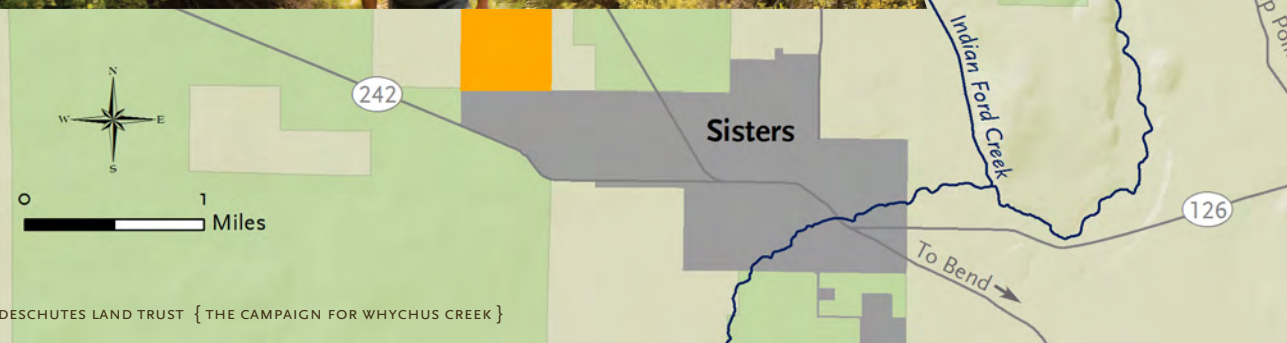 Indian Ford Creek
N
242
W
E
Sisters
S
0
1
Miles
126
To Bend
DESCHUTES LAND TRUST { THE CAMPAIGN FOR WHYCHUS CREEK }